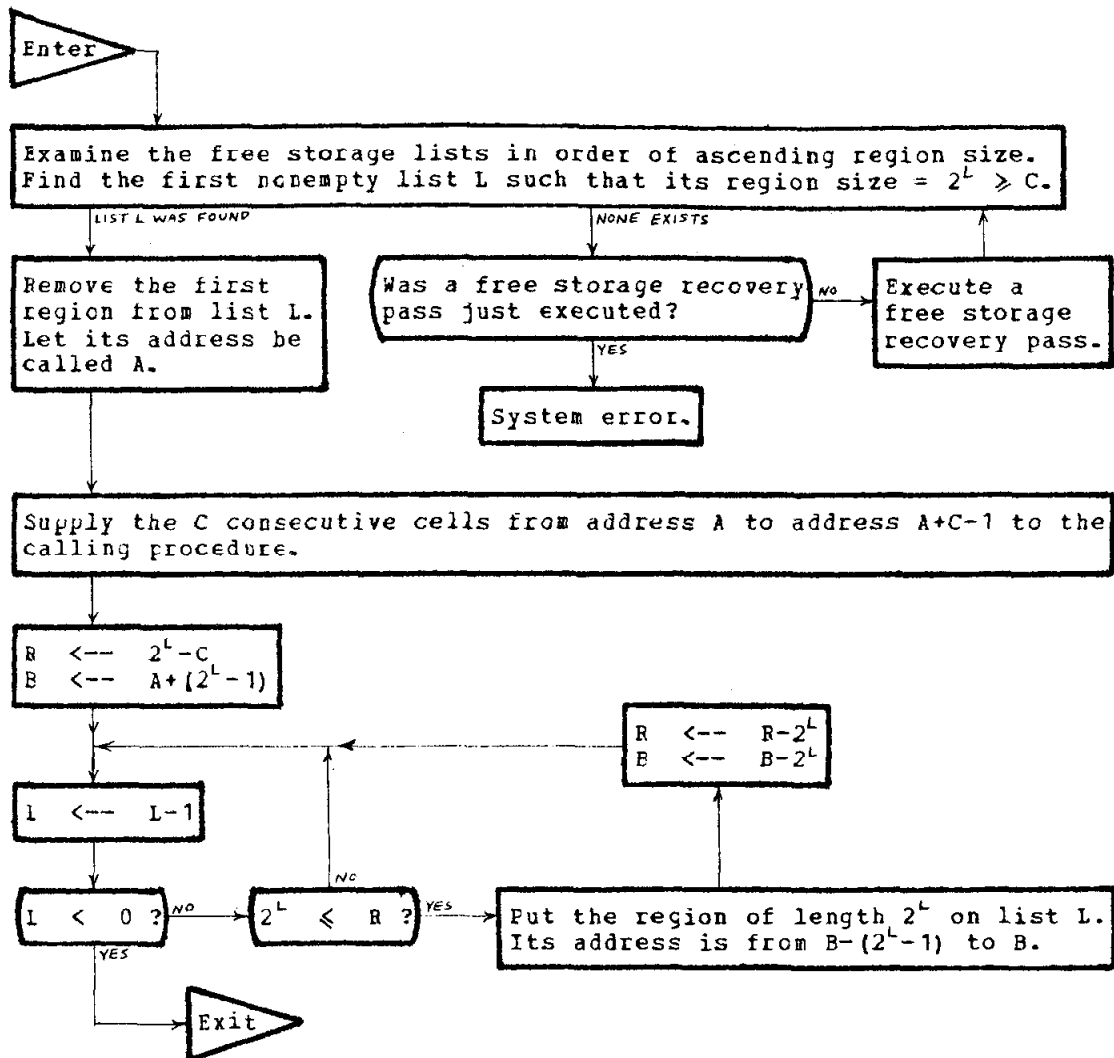 Enter
Examine the free storage lists in order of ascending region size.
Find the first nonempty list L such that its region size = 2^L ⩾ C.
LIST L WAS FOUND
NONE EXISTS
Remove the first
region from list L.
Let its address be
called A.
Was a free storage recovery
pass just executed?
NO
Execute a
free storage
recovery pass.
YES
System error.
Supply the C consecutive cells from address A to address A+C-1 to the
calling procedure.
R <-- 2^L-C
B <-- A+(2^L-1)
R <-- R-2^L
B <-- B-2^L
L <-- L-1
NO
L < 0 ?
NO
2^L ⩽ R ?
YES
Put the region of length 2^L on list L.
Its address is from B-(2^L-1) to B.
YES
Exit